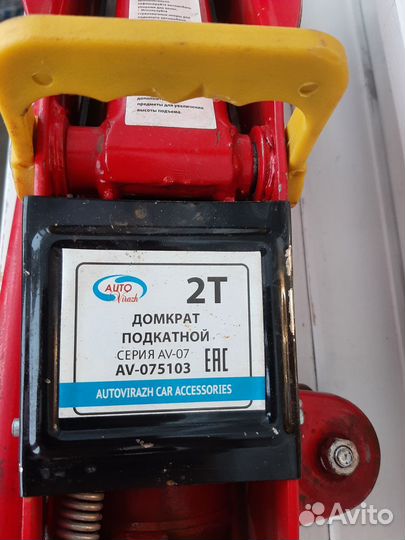 предметы для увеличения
высоты подъема.
AUTO
Virazh
2Т
ДОМКРАТ
ПОДКАТНОЙ
СЕРИЯ AV-07
AV-075103
EAC
AUTOVIRAZH CAR ACCESSORIES
Avito